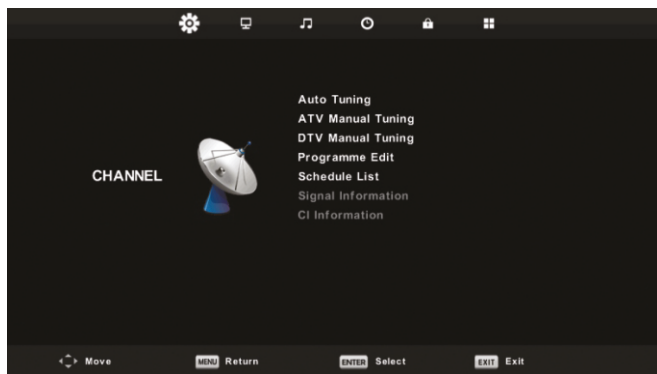 Auto Tuning
ATV Manual Tuning
DTV Manual Tuning
Programme Edit
CHANNEL
Schedule List
Signal Information
CI Information
Move
MENU Return
ENTER Select
EXIT Exit